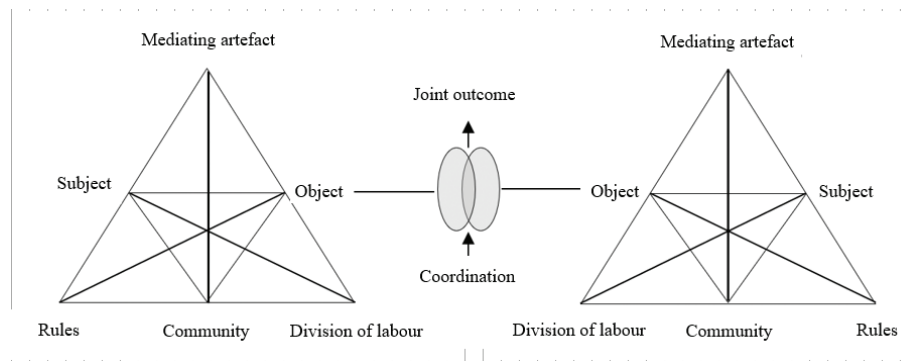 Mediating artefact
Mediating artefact
Joint outcome
Subject
Object
Object
Subject
Coordination
Rules
Community
Division of labour
Division of labour
Community
Rules